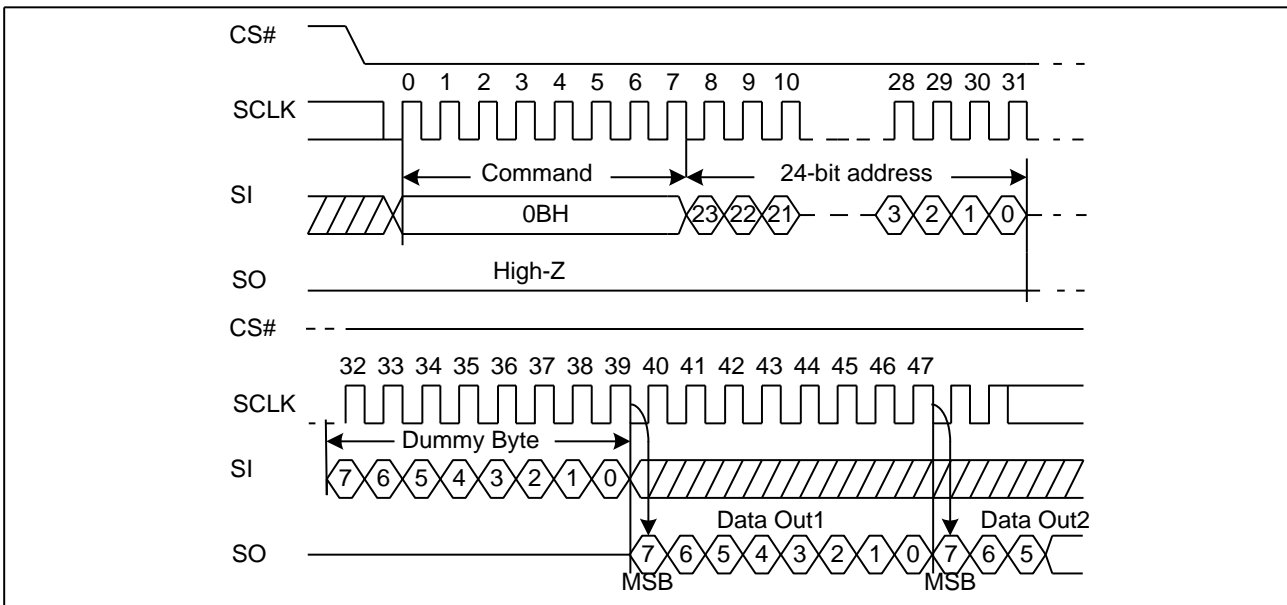 CS#
0 1 2 3 4 5 6 7 8 9 10 28 29 30 31
SCLK
Command 24-bit address
SI
0BH 23 22 21 3 2 1 0
High-Z
SO
CS#
32 33 34 35 36 37 38 39 40 41 42 43 44 45 46 47
SCLK
Dummy Byte
SI 7 6 5 4 3 2 1 0
Data Out1 Data Out2
SO 7 6 5 4 3 2 1 0 7 6 5
MSB MSB